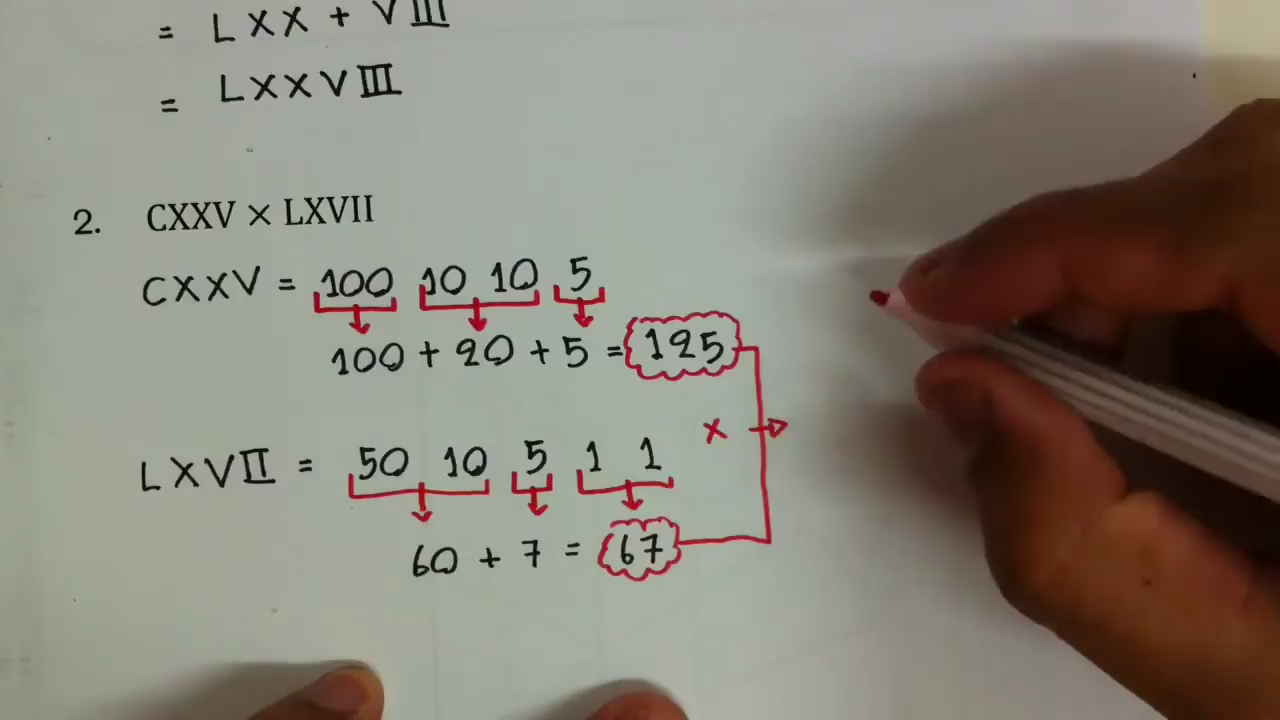 = LXX + VIII
= LXXVIII
2. CXXV × LXVII
CXXV = 100 10 10 5
100 + 20 + 5 = 125
×
LXVII = 50 10 5 1 1
60 + 7 = 67